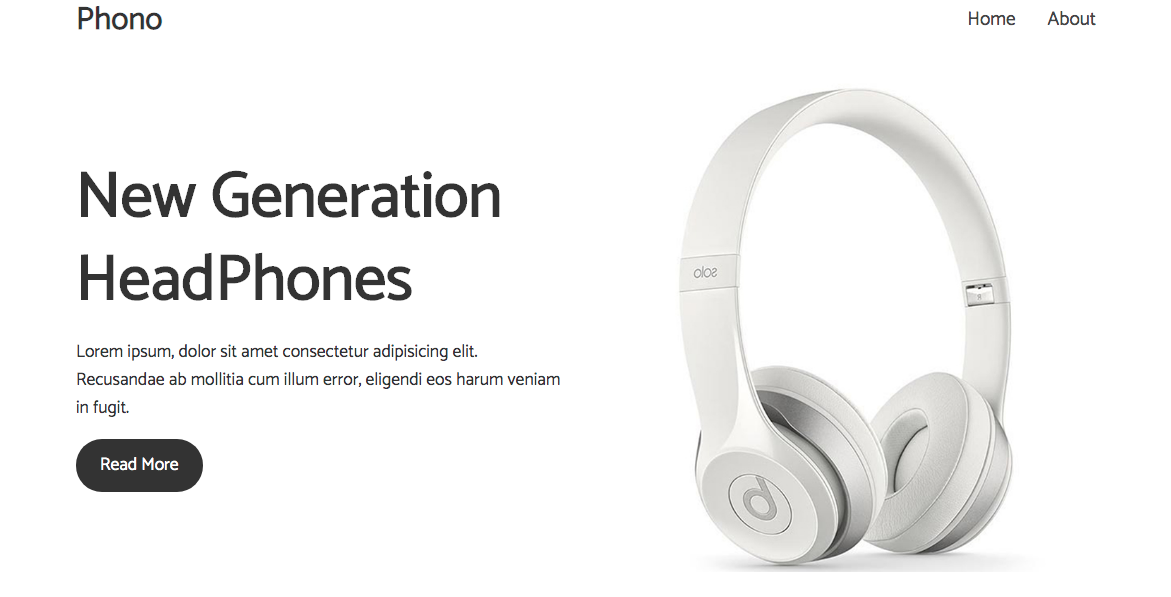 Phono
Home About
New Generation
HeadPhones
solo
Lorem ipsum, dolor sit amet consectetur adipisicing elit.
Recusandae ab mollitia cum illum error, eligendi eos harum veniam
in fugit.
Read More